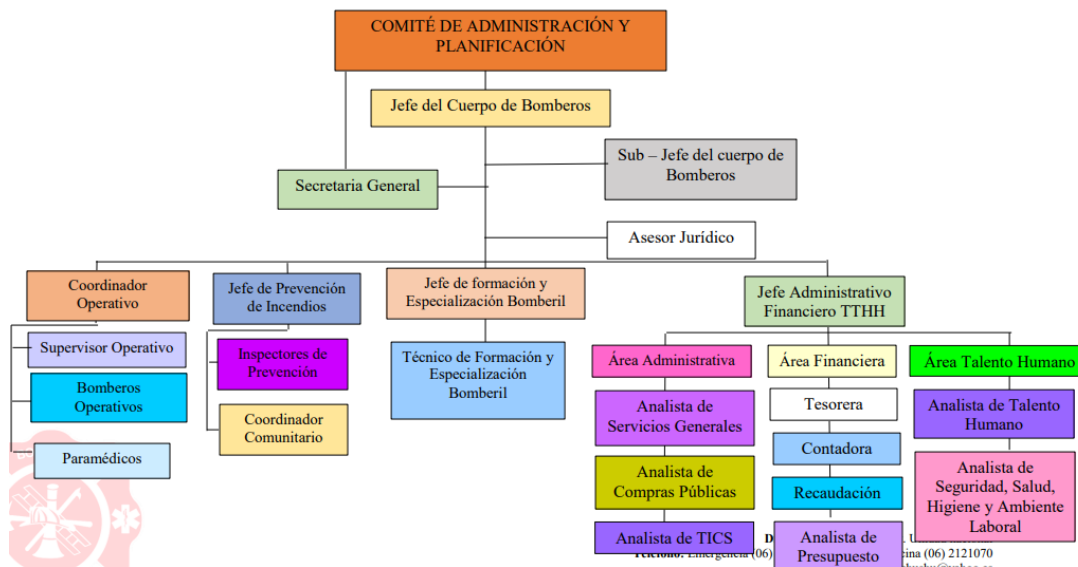 COMITÉ DE ADMINISTRACIÓN Y
PLANIFICACIÓN
Jefe del Cuerpo de Bomberos
Sub – Jefe del cuerpo de
Bomberos
Secretaria General
Asesor Jurídico
Coordinador
Operativo
Jefe de Prevención
de Incendios
Jefe de formación y
Especialización Bomberil
Jefe Administrativo
Financiero TTHH
Supervisor Operativo
Bomberos
Operativos
Paramédicos
Inspectores de
Prevención
Coordinador
Comunitario
Técnico de Formación y
Especialización
Bomberil
Área Administrativa
Analista de
Servicios Generales
Analista de
Compras Públicas
Analista de TICS
Área Financiera
Tesorera
Contadora
Recaudación
Analista de
Presupuesto
Área Talento Humano
Analista de Talento
Humano
Analista de
Seguridad, Salud,
Higiene y Ambiente
Laboral
(06) 2121070